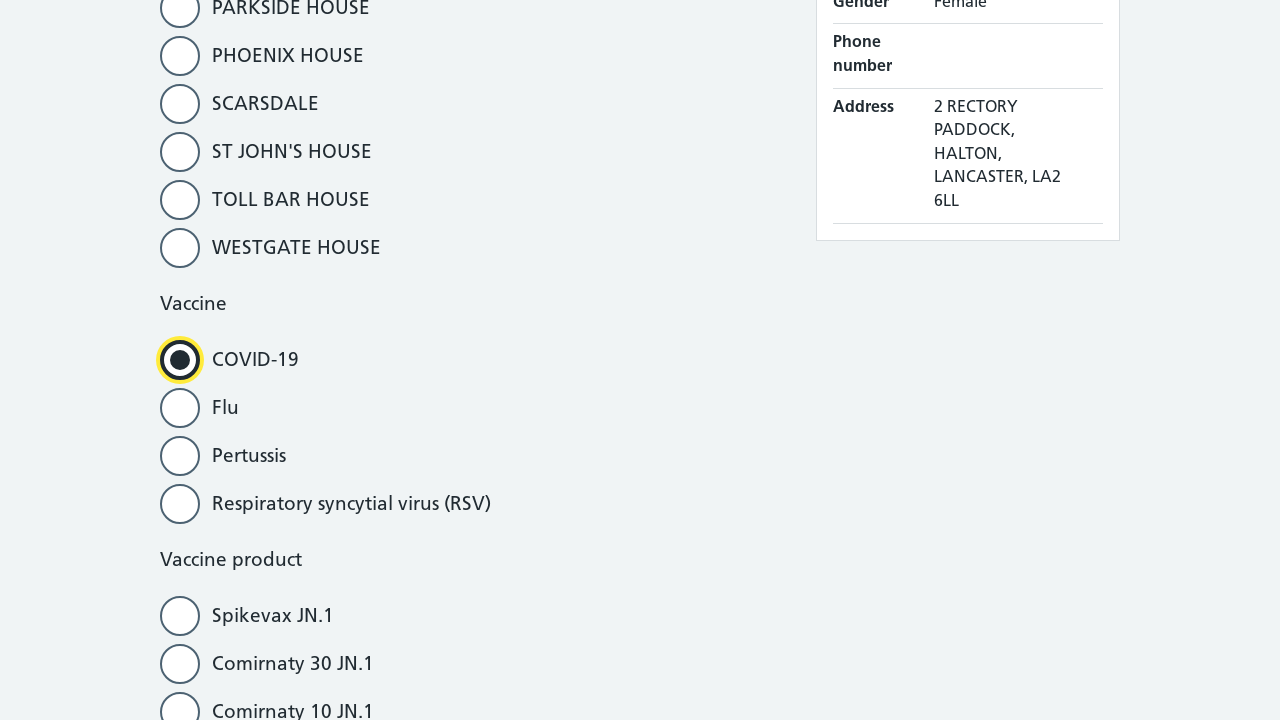 PARKSIDE HOUSE
PHOENIX HOUSE
SCARSDALE
ST JOHN'S HOUSE
TOLL BAR HOUSE
WESTGATE HOUSE
Vaccine
COVID-19
Flu
Pertussis
Respiratory syncytial virus (RSV)
Vaccine product
Spikevax JN.1
Comirnaty 30 JN.1
Comirnaty 10 JN.1
Gender Female
Phone
number
Address 2 RECTORY
PADDOCK,
HALTON,
LANCASTER, LA2
6LL